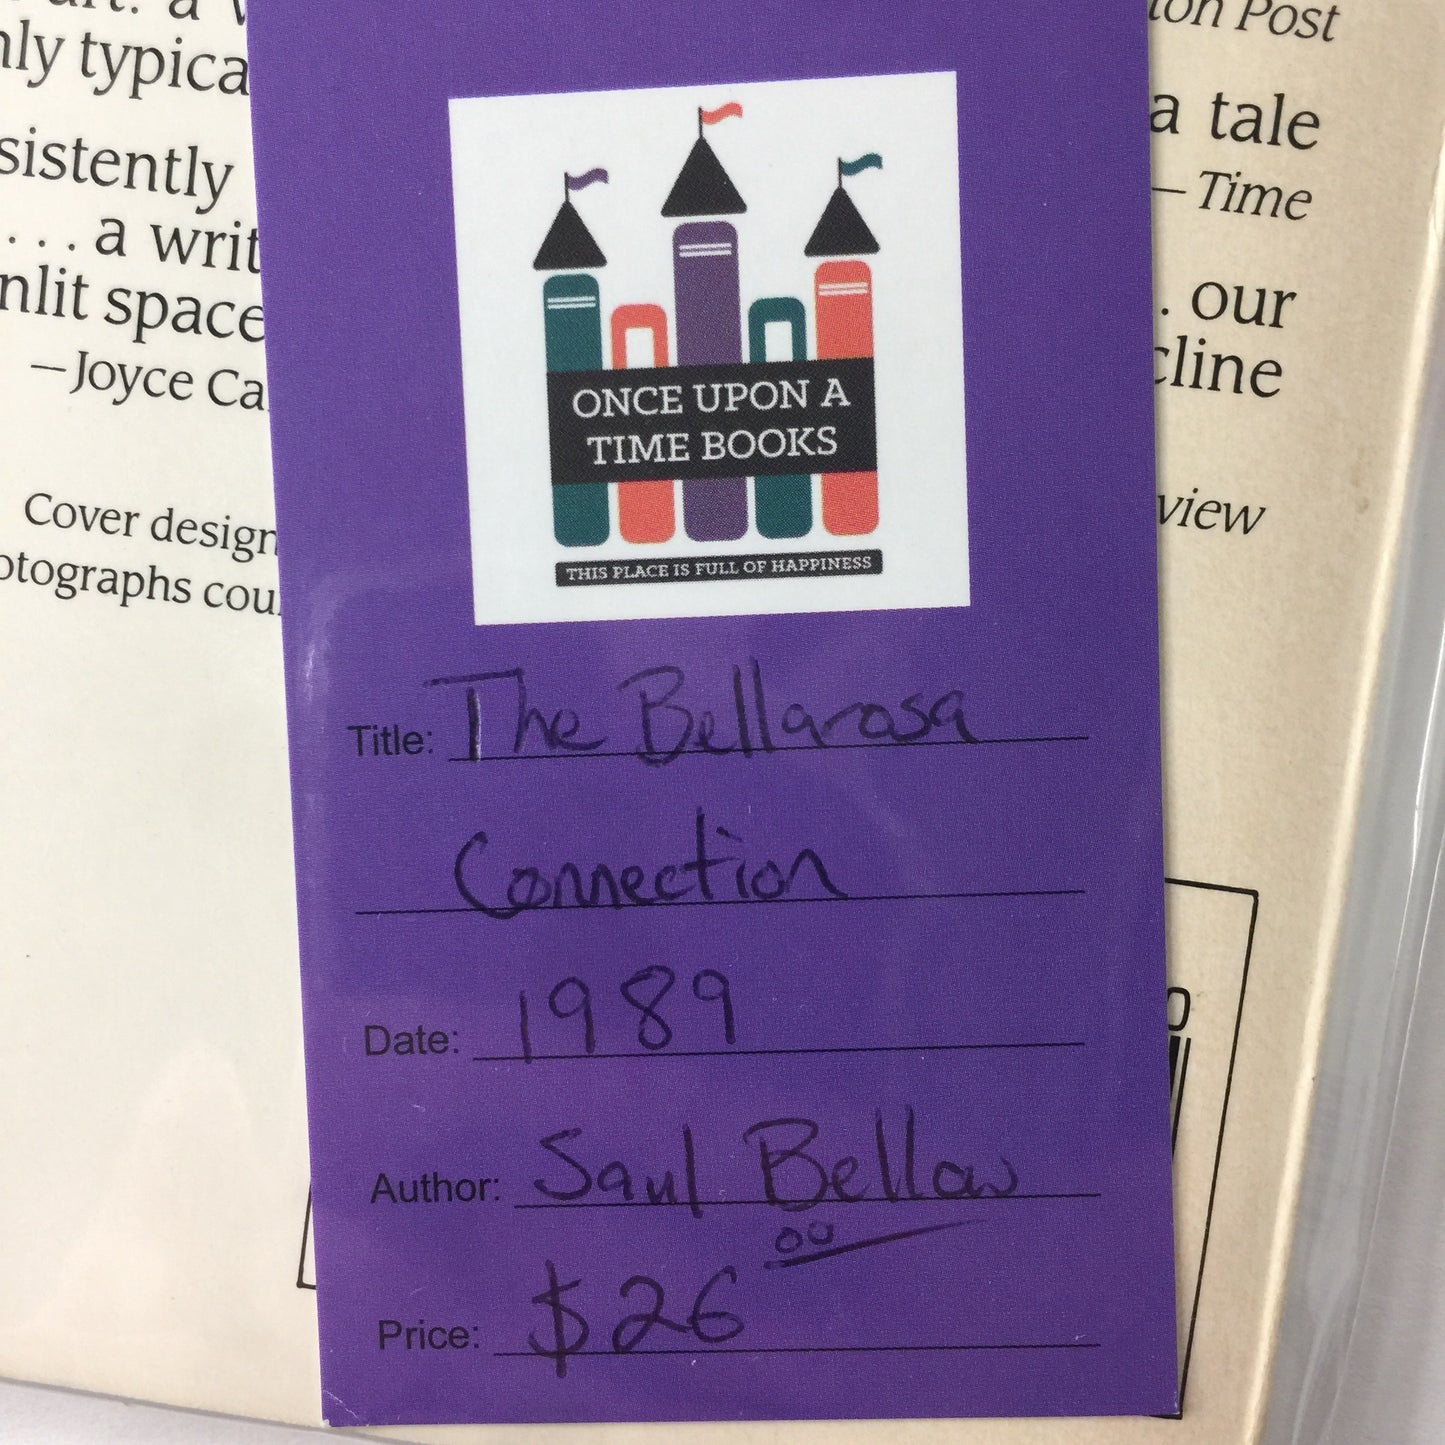 typica
ton Post
sistently
a tale
... a writ
— Time
nlit space
. our
—Joyce Ca
cline
Cover design
view
otographs cou
ONCE UPON A
TIME BOOKS
THIS PLACE IS FULL OF HAPPINESS
Title: The Bellarosa
Connection
Date: 1989
Author: Saul Bellow
Price: $26 00